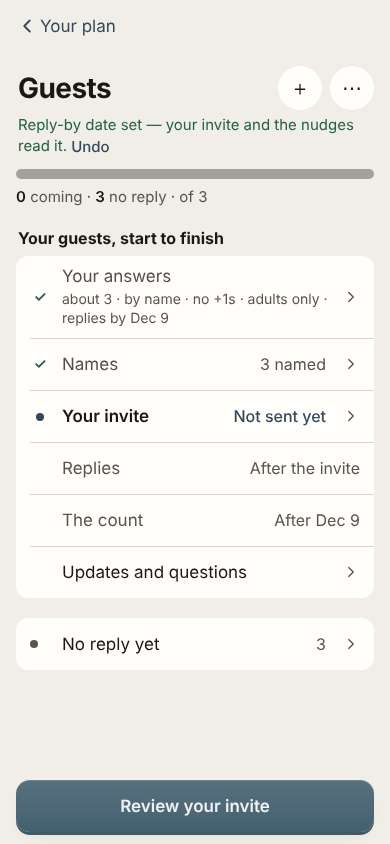 Your plan
Guests
+ ...
Reply-by date set — your invite and the nudges
read it. Undo
0 coming · 3 no reply · of 3
Your guests, start to finish
Your answers
about 3 · by name · no +1s · adults only ·
replies by Dec 9
Names 3 named
Your invite Not sent yet
Replies After the invite
The count After Dec 9
Updates and questions
No reply yet 3
Review your invite